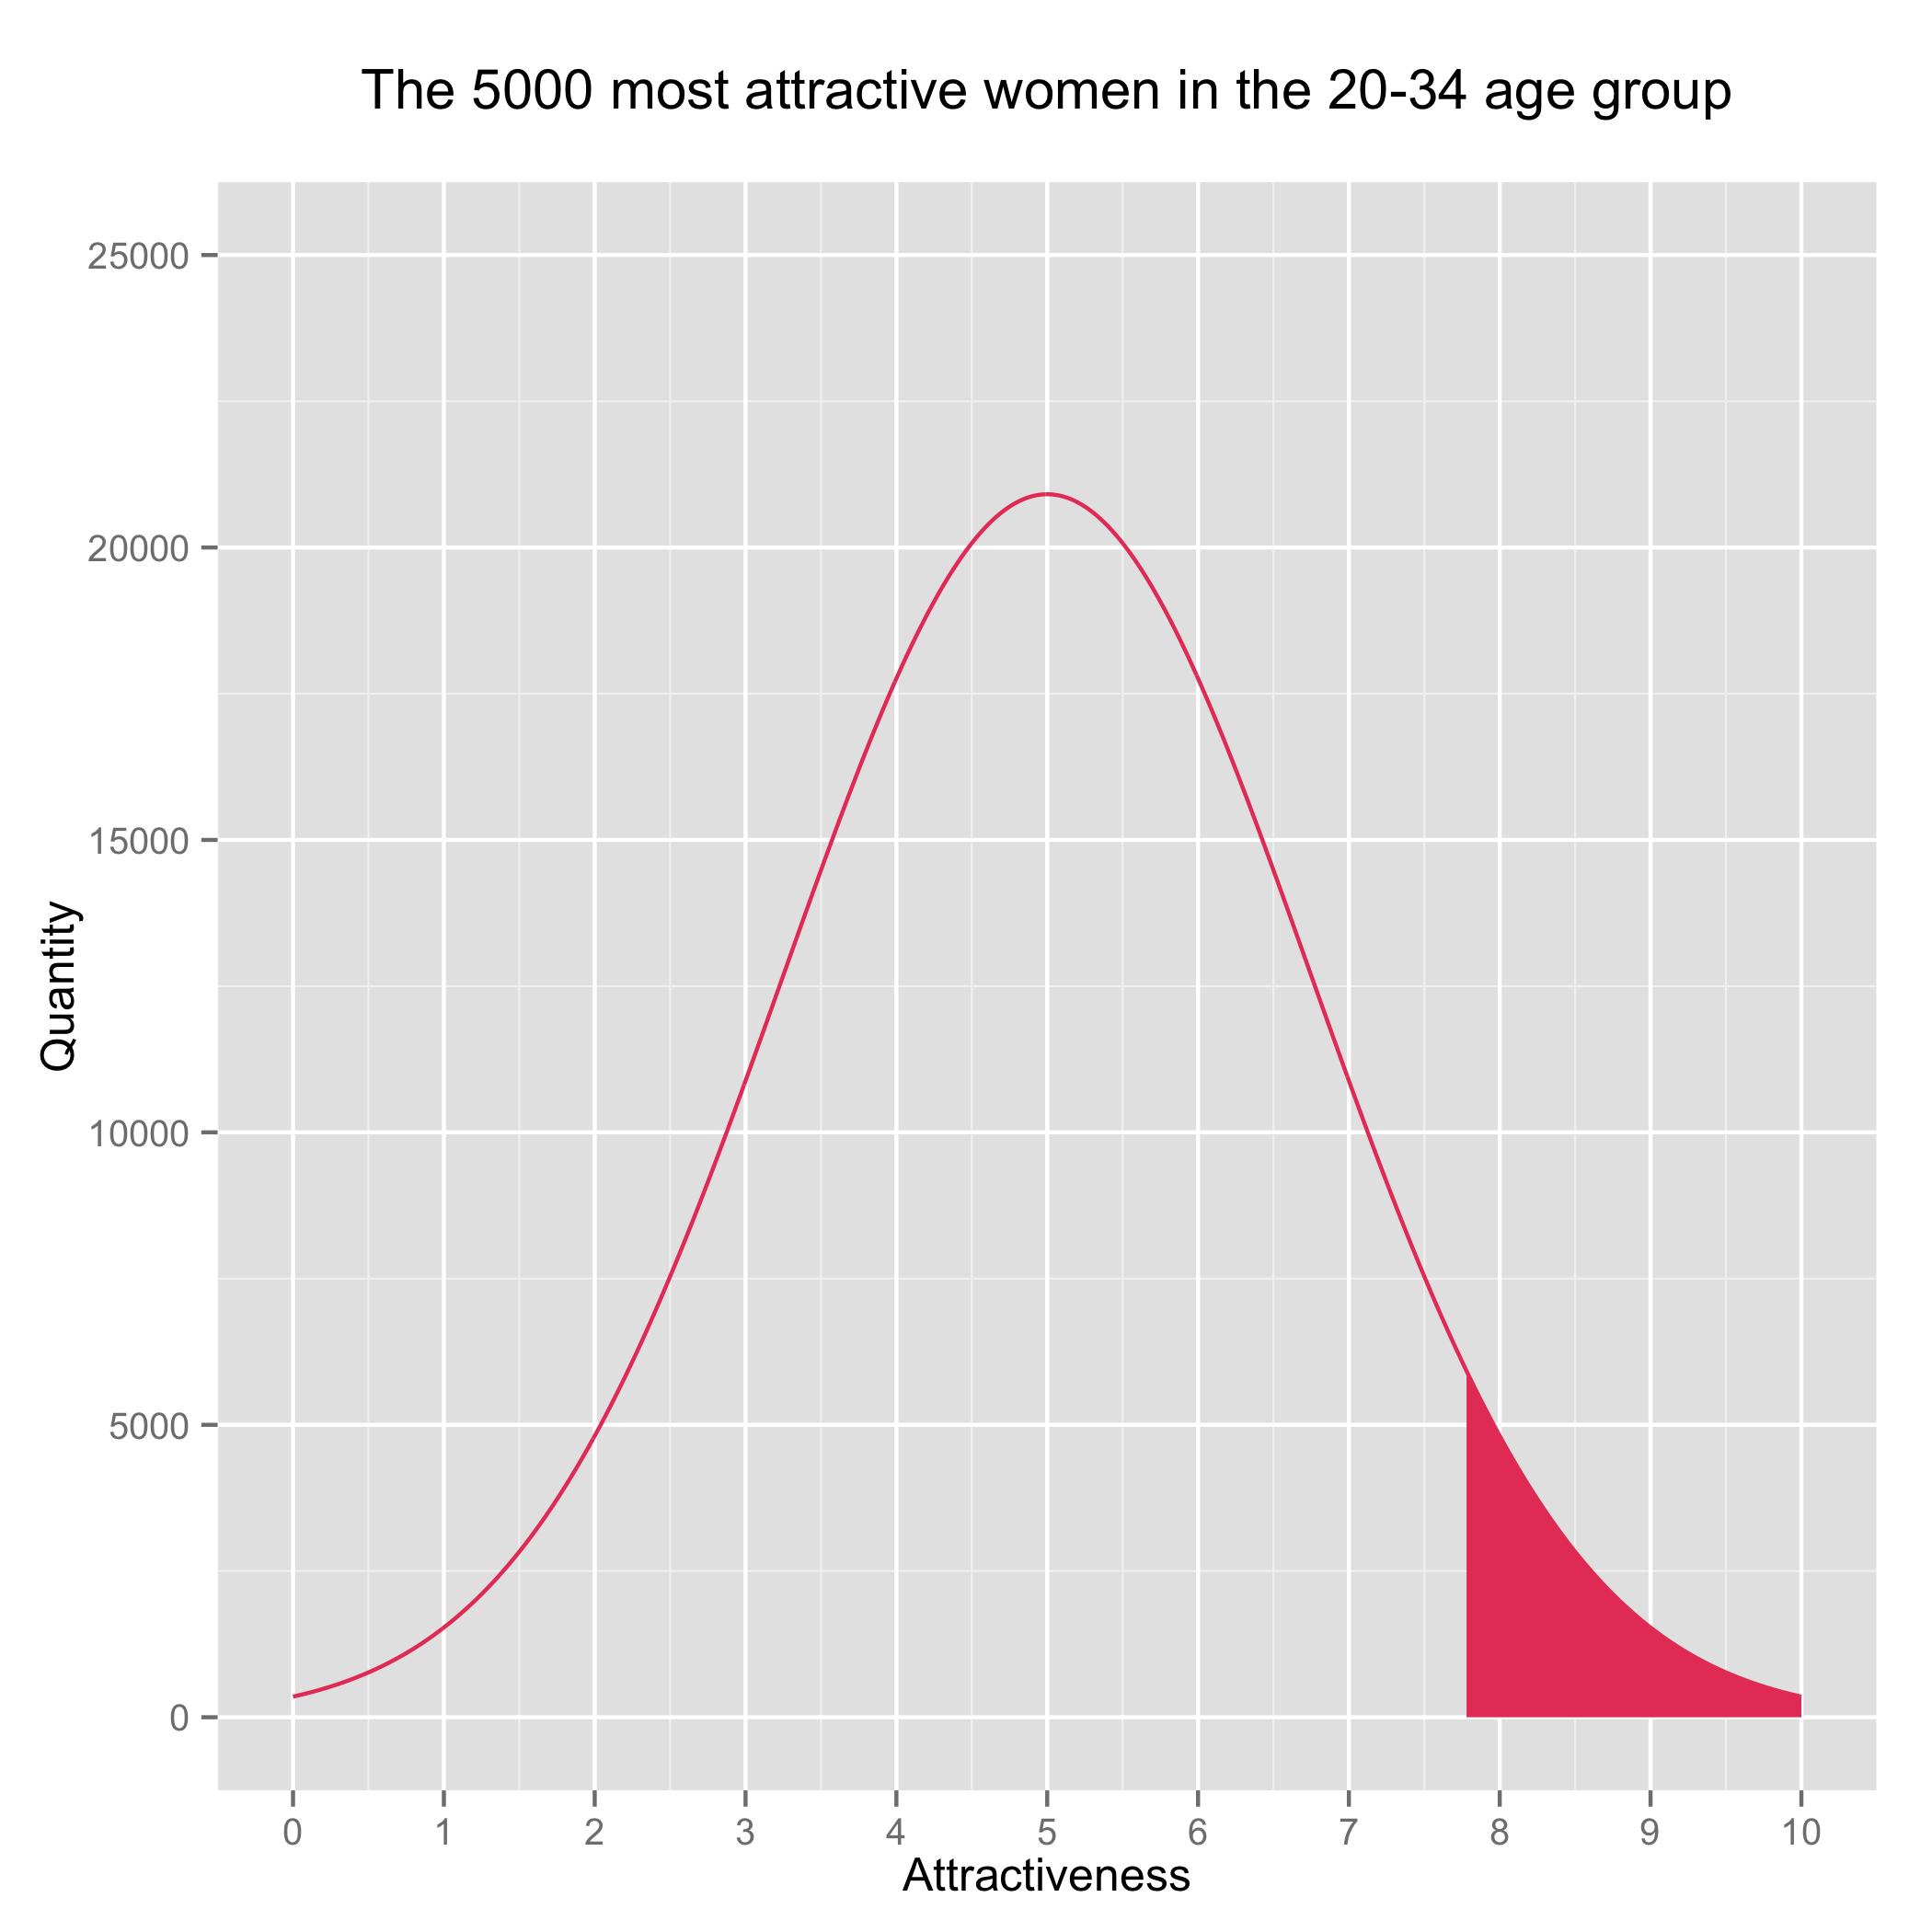 The 5000 most attractive women in the 20-34 age group
25000
20000
15000
10000
5000
0
Quantity
0 1 2 3 4 5 6 7 8 9 10
Attractiveness